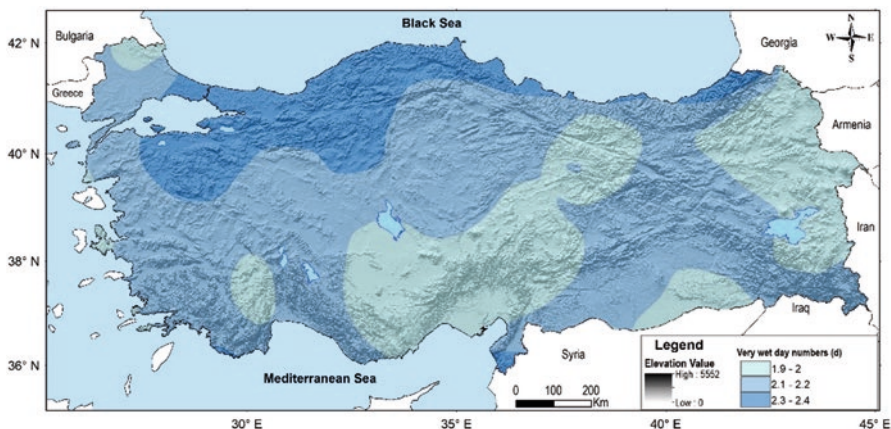 Black Sea
N
W E
S
Bulgaria
Georgia
42° N
Greece
Armenia
40° N
Iran
38° N
Iraq
Syria
36° N
Mediterranean Sea
Legend
Elevation Value
High : 5552
Low : 0
Very wet day numbers (d)
1.9 - 2
2.1 - 2.2
2.3 - 2.4
0 100 200
Km
30° E 35° E 40° E 45° E